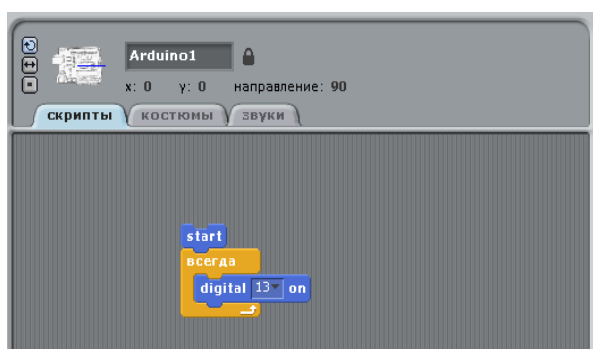 Arduino1
x: 0 y: 0 направление: 90
скрипты костюмы звуки
start
всегда
digital 13 on